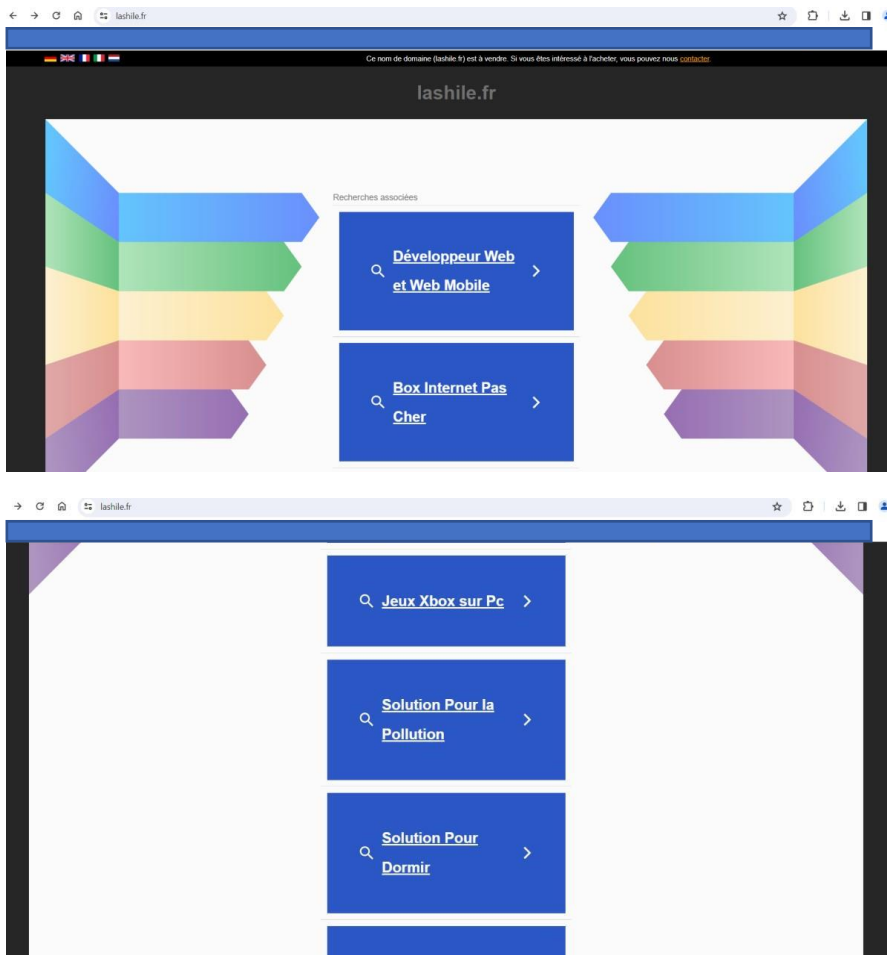 lashile.fr
Ce nom de domaine (lashile.fr) est à vendre. Si vous êtes intéressé à l'acheter, vous pouvez nous contacter.
lashile.fr
Recherches associées
Développeur Web
et Web Mobile
Box Internet Pas
Cher
lashile.fr
Jeux Xbox sur Pc
Solution Pour la
Pollution
Solution Pour
Dormir